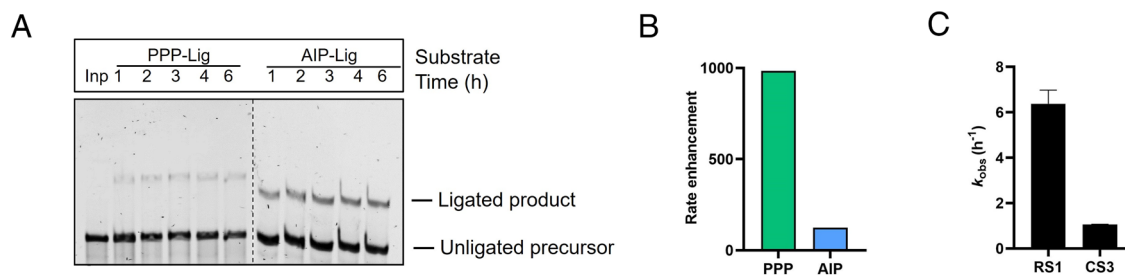 A
PPP-Lig AIP-Lig Substrate
Inp 1 2 3 4 6 1 2 3 4 6 Time (h)
Ligated product
Unligated precursor
B
Rate enhancement
1000
500
0
PPP AIP
C
kobs (h-1)
8
6
4
2
0
RS1 CS3